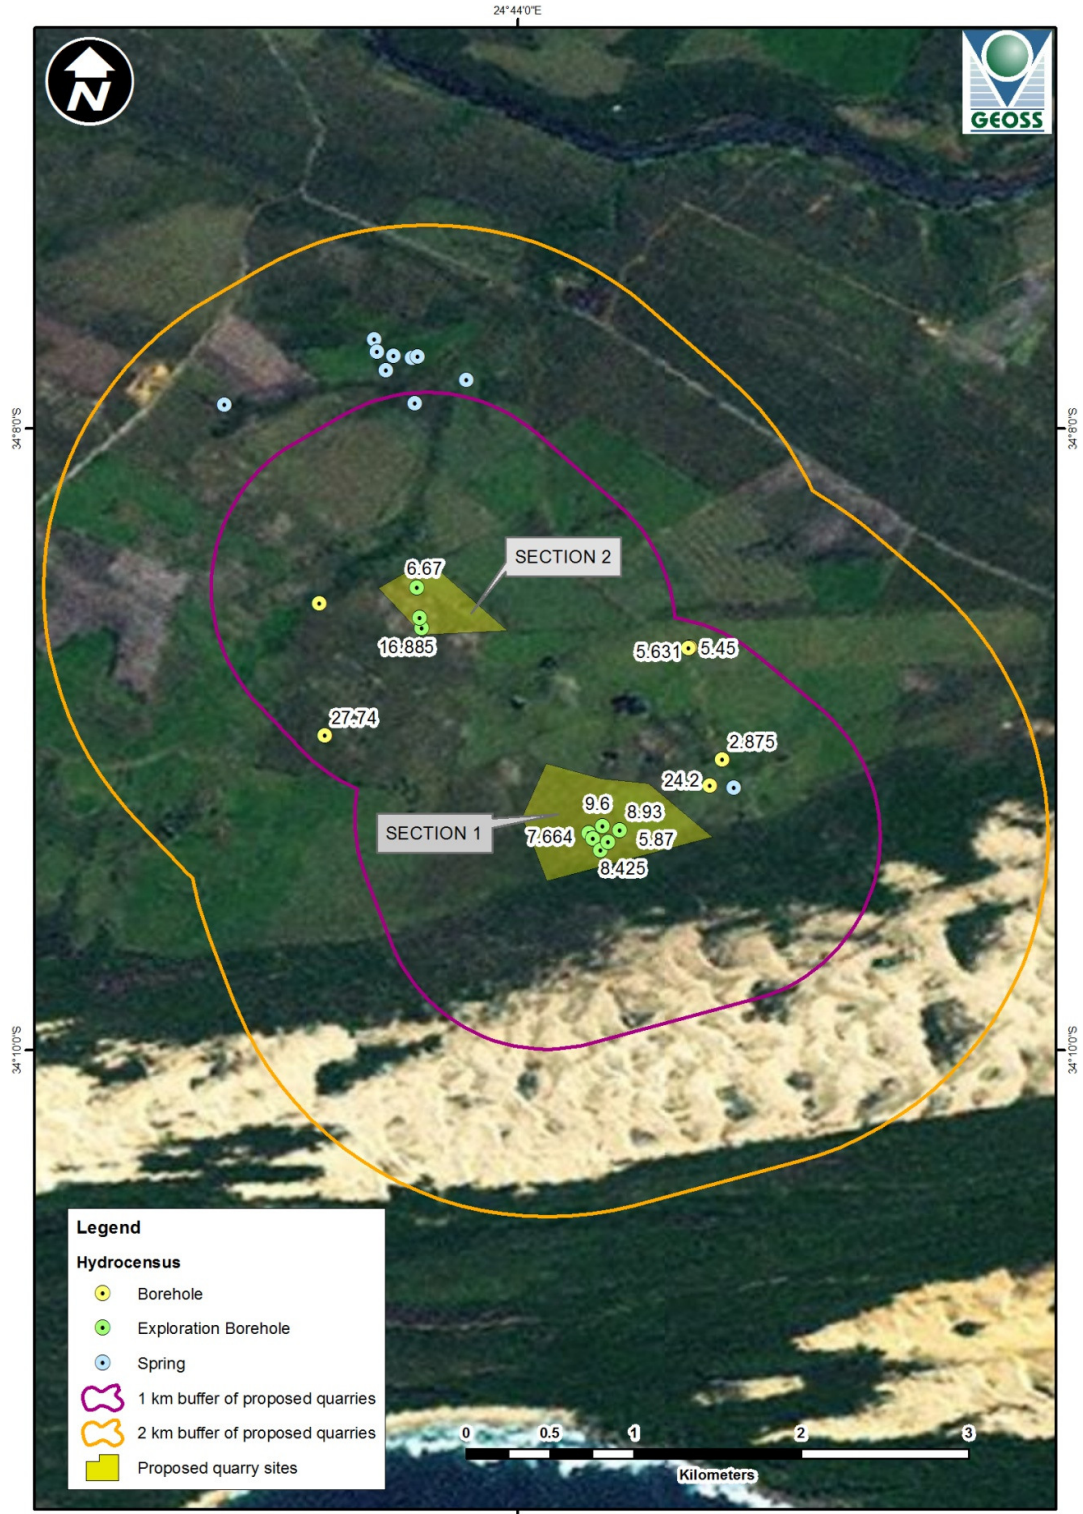 24°44'0"E
N
GEOSS
34°8'0"S
34°8'0"S
SECTION 2
6.67
16.885
5.631
5.45
27.74
2.875
24.2
9.6
8.93
SECTION 1
7.664
5.87
8.425
34°10'0"S
34°10'0"S
Legend
Hydrocensus
Borehole
Exploration Borehole
Spring
1 km buffer of proposed quarries
2 km buffer of proposed quarries
Proposed quarry sites
0 0.5 1 2 3
Kilometers